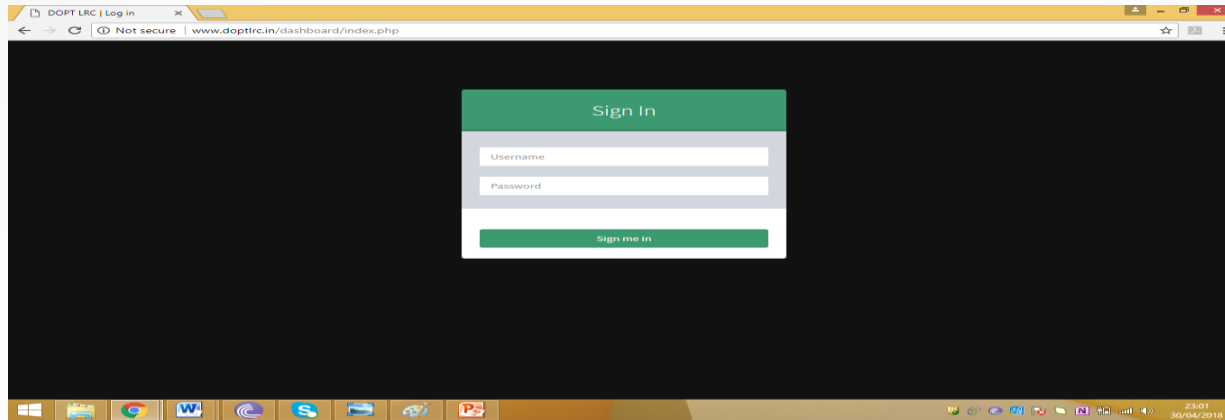 DOPT LRC | Log in
Not secure | www.doptlrc.in/dashboard/index.php
Sign In
Username
Password
Sign me in
23:01
30/04/2018